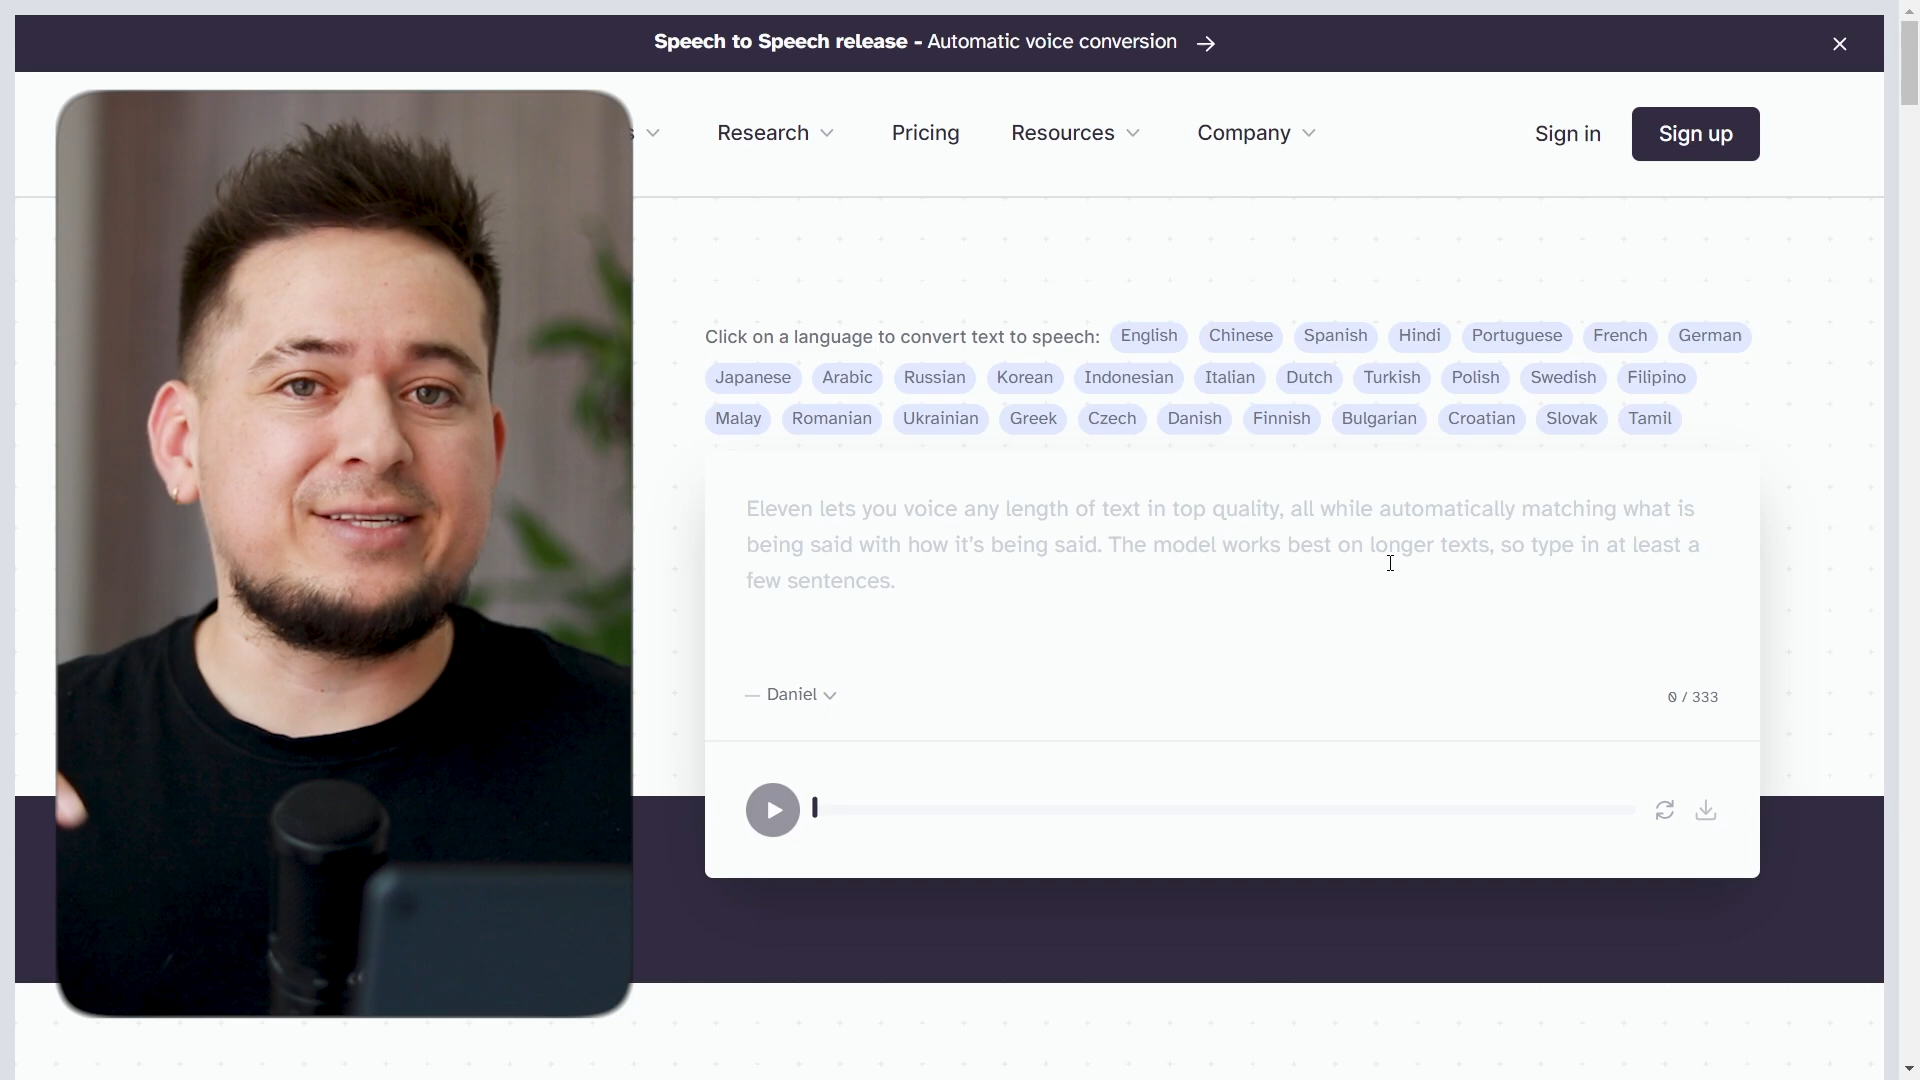 Speech to Speech release - Automatic voice conversion →
Research Pricing Resources Company Sign in Sign up
Click on a language to convert text to speech: English Chinese Spanish Hindi Portuguese French German
Japanese Arabic Russian Korean Indonesian Italian Dutch Turkish Polish Swedish Filipino
Malay Romanian Ukrainian Greek Czech Danish Finnish Bulgarian Croatian Slovak Tamil
Eleven lets you voice any length of text in top quality, all while automatically matching what is
being said with how it's being said. The model works best on longer texts, so type in at least a
few sentences.
— Daniel
0 / 333